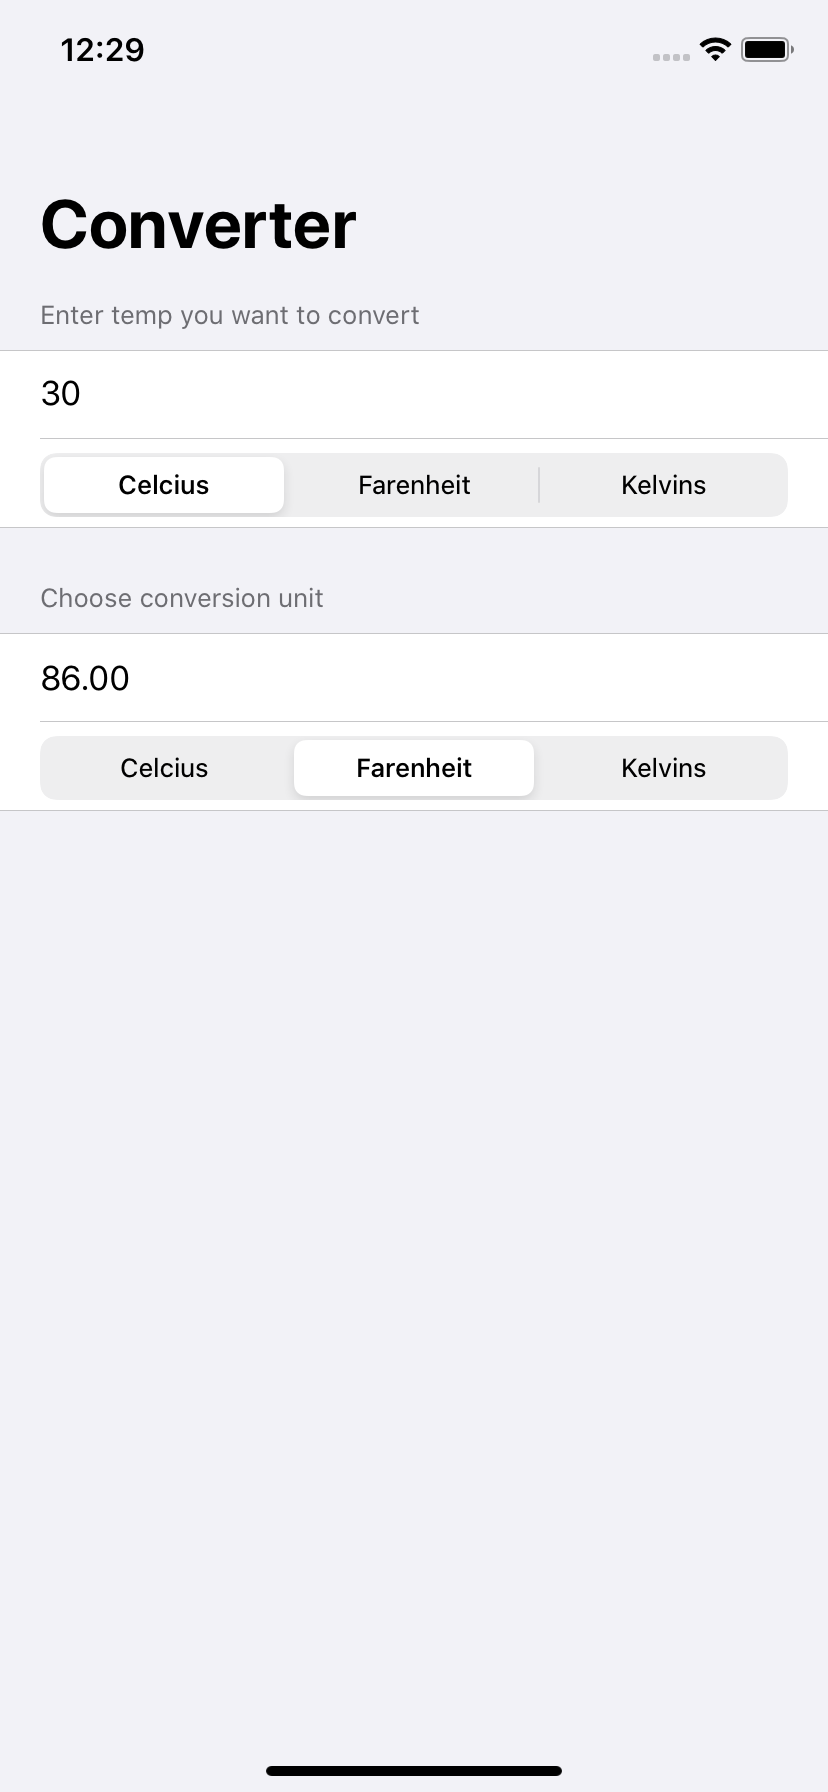 12:29
Converter
Enter temp you want to convert
30
Celcius Farenheit Kelvins
Choose conversion unit
86.00
Celcius Farenheit Kelvins